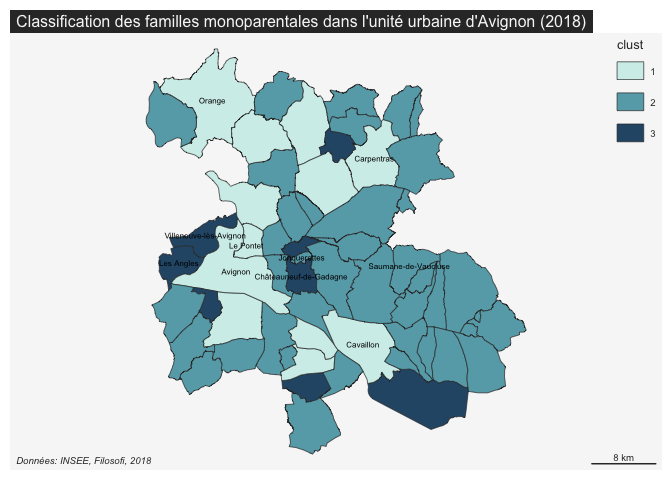 Classification des familles monoparentales dans l'unité urbaine d'Avignon (2018)
clust
1
2
3
Orange
Carpentras
Villeneuve-lès-Avignon
Le Pontet
Les Angles
Jonquerettes
Avignon
Châteauneuf-de-Gadagne
Saumane-de-Vaucluse
Cavaillon
Données: INSEE, Filosofi, 2018
8 km